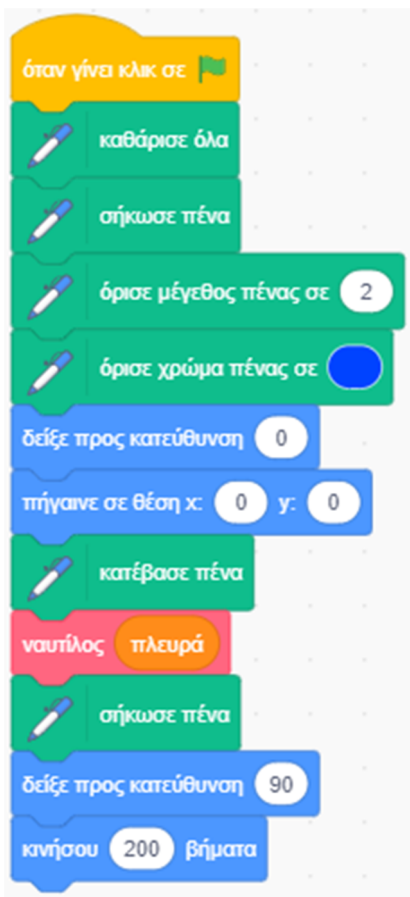 όταν γίνει κλικ σε
καθάρισε όλα
σήκωσε πένα
όρισε μέγεθος πένας σε 2
όρισε χρώμα πένας σε
δείξε προς κατεύθυνση 0
πήγαινε σε θέση x: 0 y: 0
κατέβασε πένα
ναυτίλος πλευρά
σήκωσε πένα
δείξε προς κατεύθυνση 90
κινήσου 200 βήματα